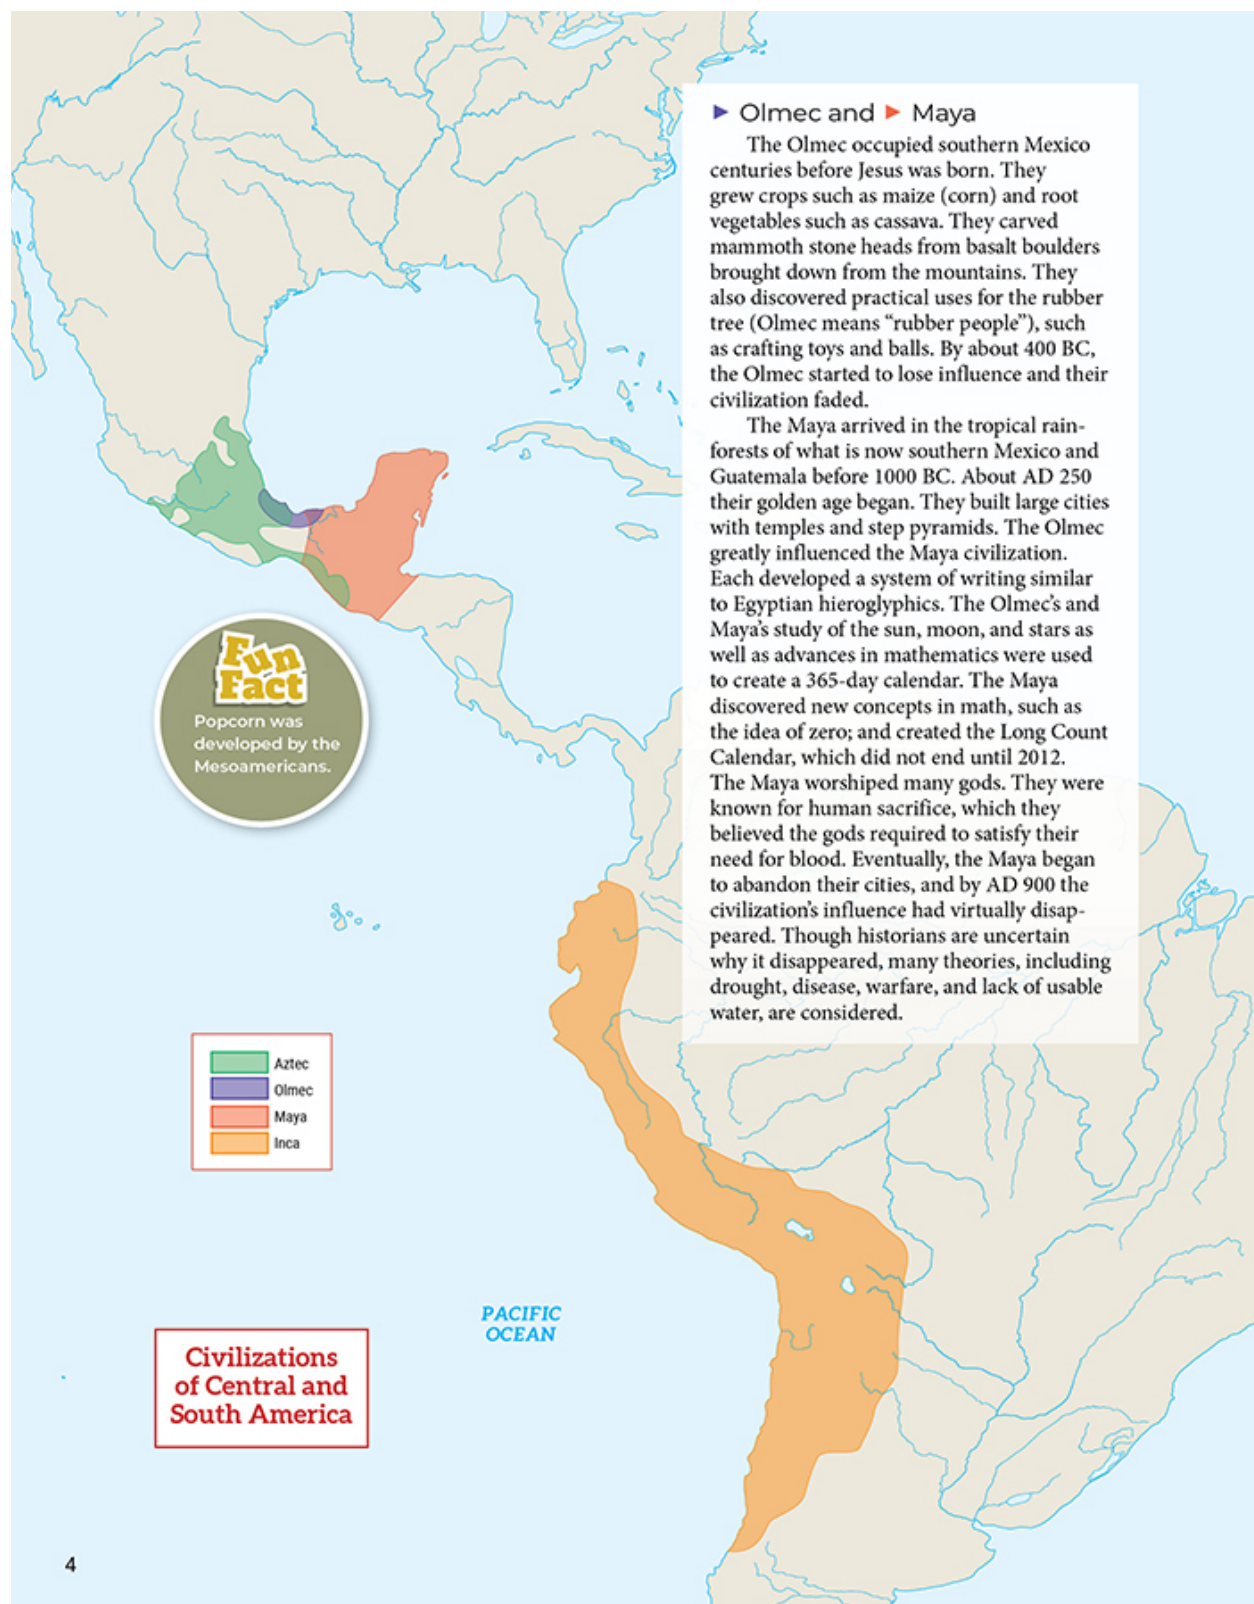 ▶ Olmec and ▶ Maya
The Olmec occupied southern Mexico
centuries before Jesus was born. They
grew crops such as maize (corn) and root
vegetables such as cassava. They carved
mammoth stone heads from basalt boulders
brought down from the mountains. They
also discovered practical uses for the rubber
tree (Olmec means “rubber people”), such
as crafting toys and balls. By about 400 BC,
the Olmec started to lose influence and their
civilization faded.
The Maya arrived in the tropical rain-
forests of what is now southern Mexico and
Guatemala before 1000 BC. About AD 250
their golden age began. They built large cities
with temples and step pyramids. The Olmec
greatly influenced the Maya civilization.
Each developed a system of writing similar
to Egyptian hieroglyphics. The Olmec’s and
Maya’s study of the sun, moon, and stars as
well as advances in mathematics were used
to create a 365-day calendar. The Maya
discovered new concepts in math, such as
the idea of zero; and created the Long Count
Calendar, which did not end until 2012.
The Maya worshiped many gods. They were
known for human sacrifice, which they
believed the gods required to satisfy their
need for blood. Eventually, the Maya began
to abandon their cities, and by AD 900 the
civilization’s influence had virtually disap-
peared. Though historians are uncertain
why it disappeared, many theories, including
drought, disease, warfare, and lack of usable
water, are considered.
Fun
Fact
Popcorn was
developed by the
Mesoamericans.
Aztec
Olmec
Maya
Inca
PACIFIC
OCEAN
Civilizations
of Central and
South America
4